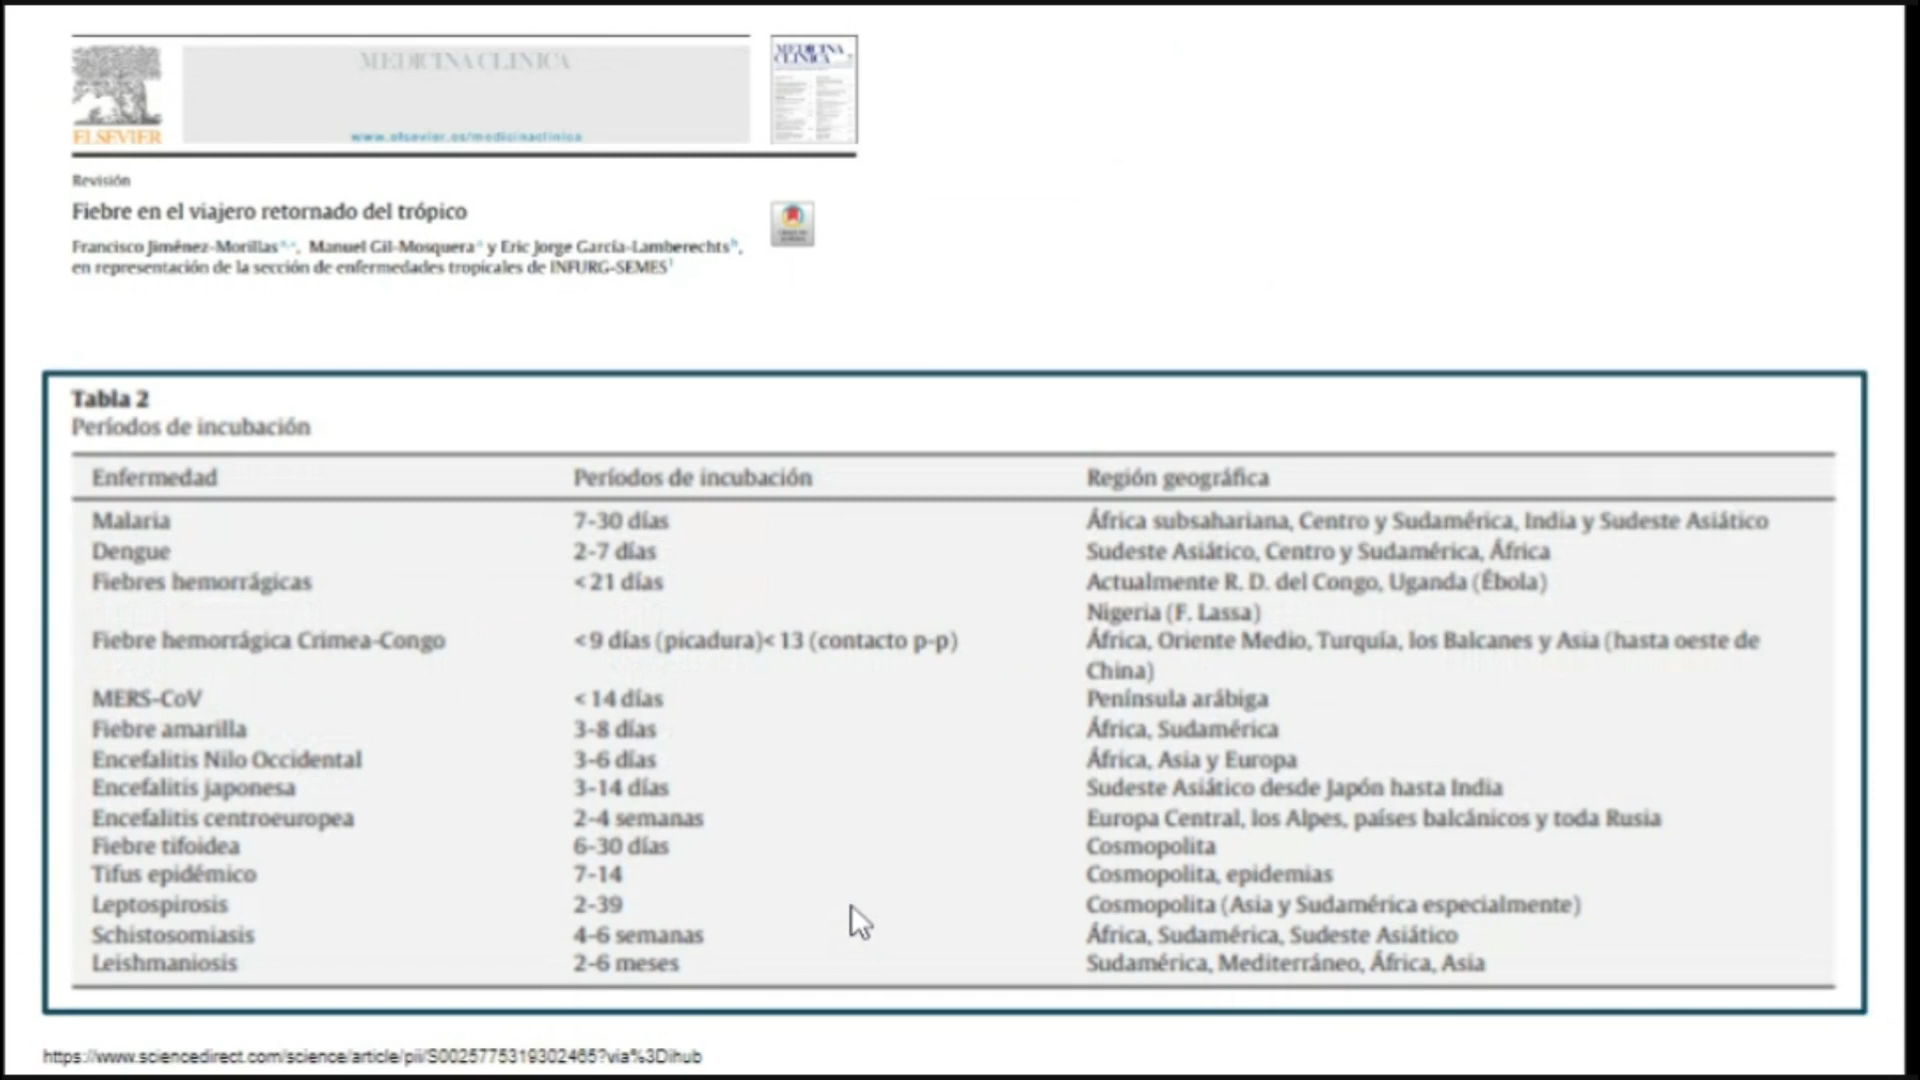 MEDICINA CLINICA
www.elsevier.es/medicinaclinica
ELSEVIER
MEDICINA CLINICA
Revisión
Fiebre en el viajero retornado del trópico
Francisco Jiménez-Morillas, Manuel Gil-Mosquera y Eric Jorge García-Lamberechts,
en representación de la sección de enfermedades tropicales de INFURG-SEMES
Tabla 2
Períodos de incubación
Enfermedad Períodos de incubación Región geográfica
Malaria 7-30 días África subsahariana, Centro y Sudamérica, India y Sudeste Asiático
Dengue 2-7 días Sudeste Asiático, Centro y Sudamérica, África
Fiebres hemorrágicas <21 días Actualmente R. D. del Congo, Uganda (Ébola)
Nigeria (F. Lassa)
Fiebre hemorrágica Crimea-Congo <9 días (picadura)<13 (contacto p-p) África, Oriente Medio, Turquía, los Balcanes y Asia (hasta oeste de
China)
MERS-CoV <14 días Península arábiga
Fiebre amarilla 3-8 días África, Sudamérica
Encefalitis Nilo Occidental 3-6 días África, Asia y Europa
Encefalitis japonesa 3-14 días Sudeste Asiático desde Japón hasta India
Encefalitis centroeuropea 2-4 semanas Europa Central, los Alpes, países balcánicos y toda Rusia
Fiebre tifoidea 6-30 días Cosmopolita
Tifus epidémico 7-14 Cosmopolita, epidemias
Leptospirosis 2-39 Cosmopolita (Asia y Sudamérica especialmente)
Schistosomiasis 4-6 semanas África, Sudamérica, Sudeste Asiático
Leishmaniosis 2-6 meses Sudamérica, Mediterráneo, África, Asia
https://www.sciencedirect.com/science/article/pii/S0025775319302465?via%3Dihub